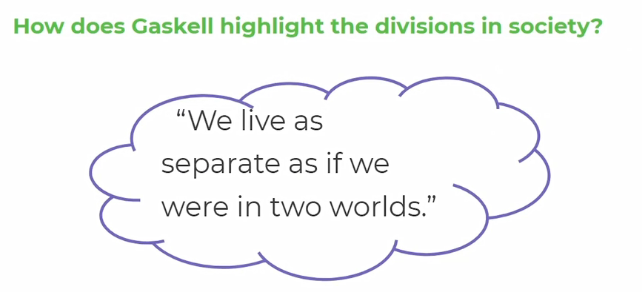 How does Gaskell highlight the divisions in society?
“We live as
separate as if we
were in two worlds.”